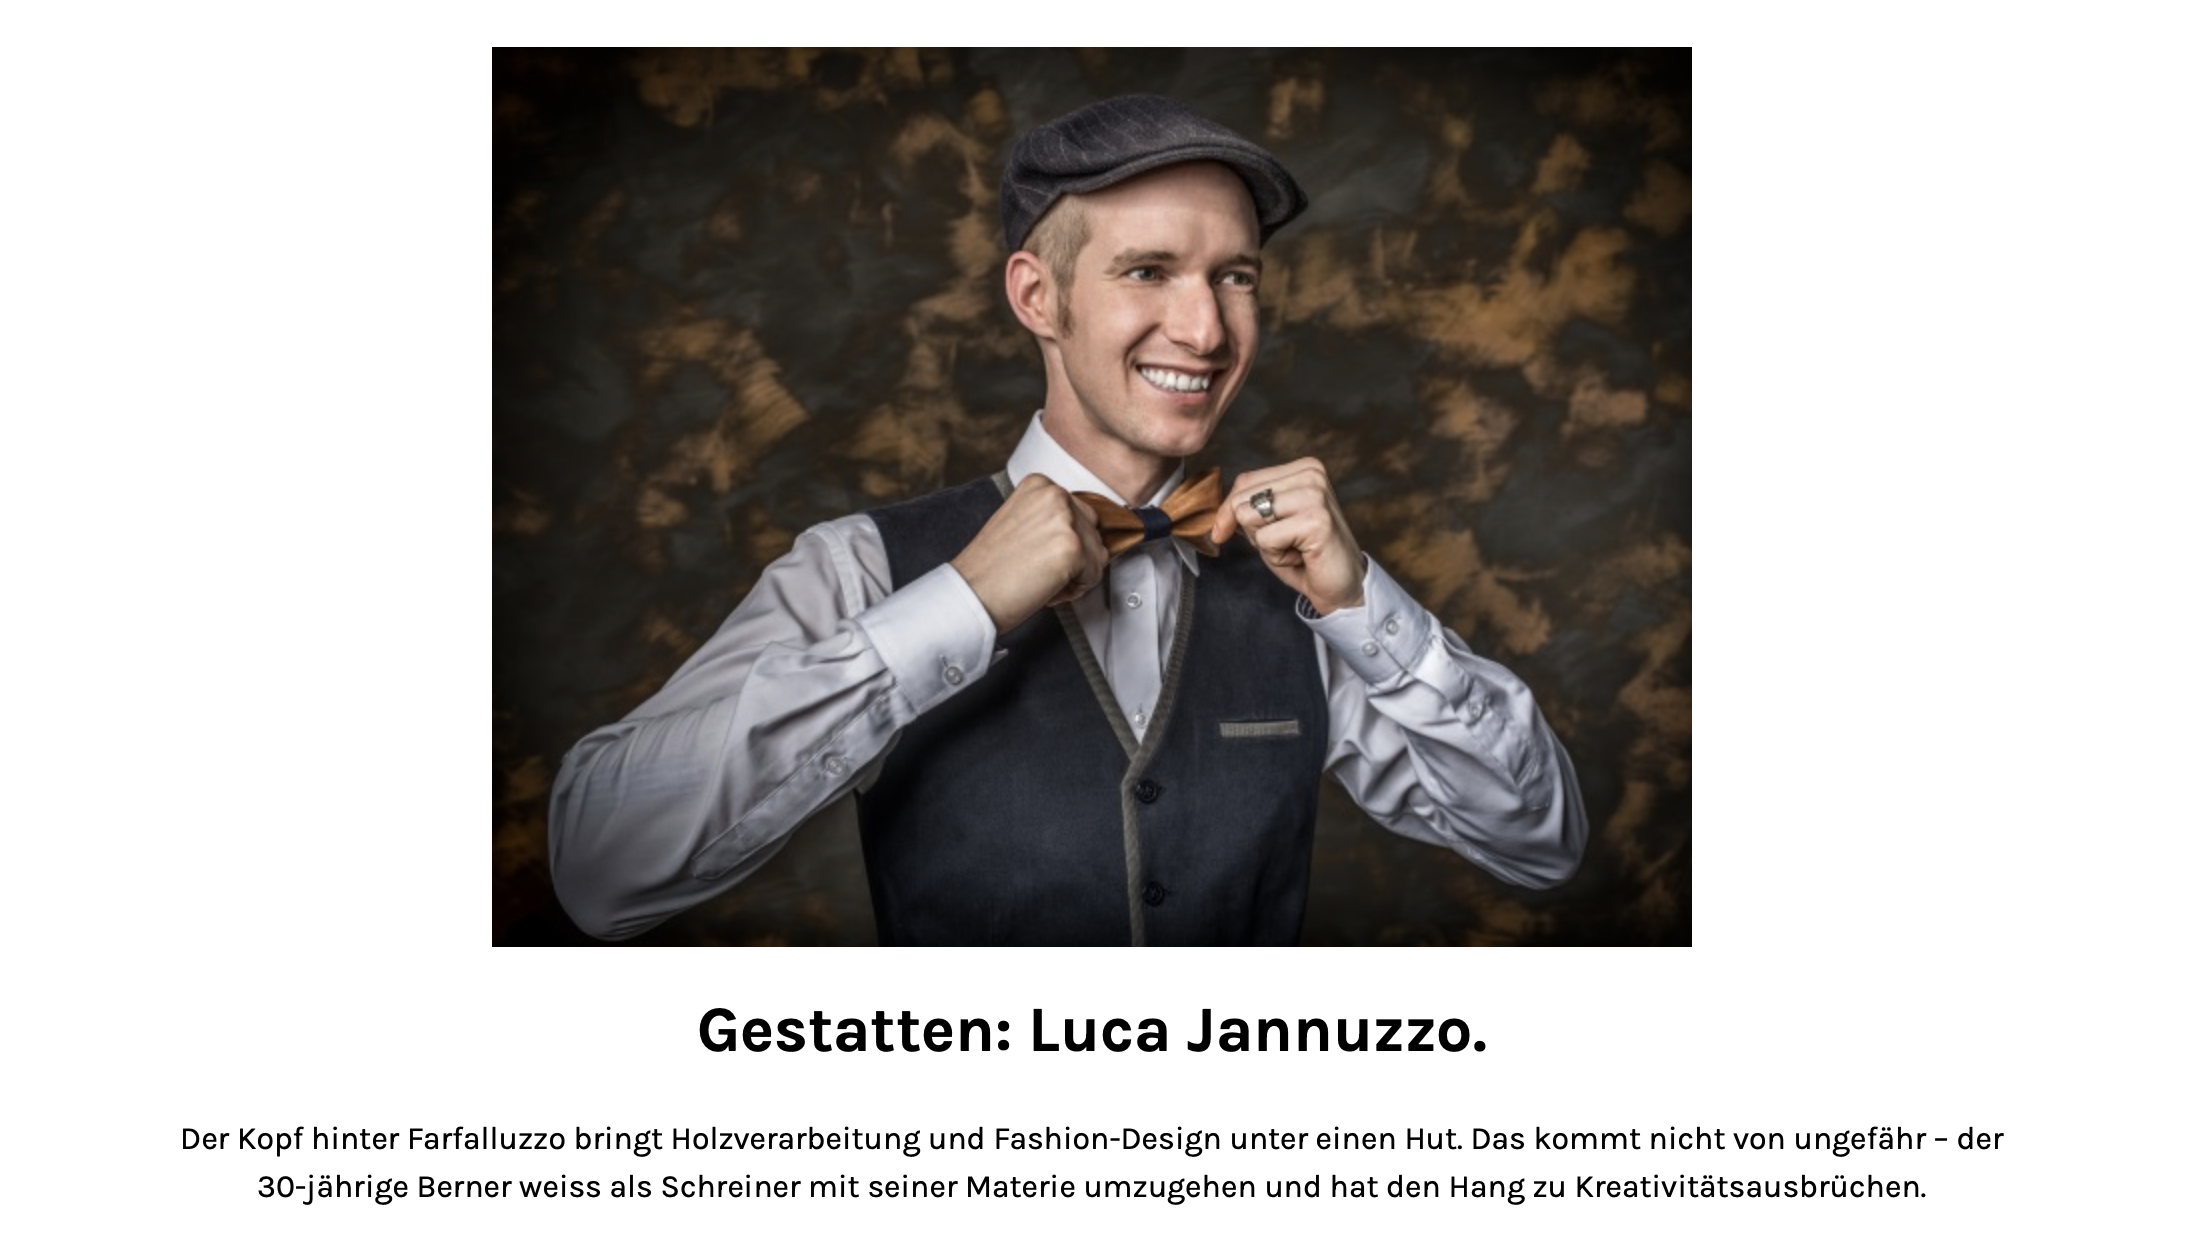 Gestatten: Luca Jannuzzo.
Der Kopf hinter Farfalluzzo bringt Holzverarbeitung und Fashion-Design unter einen Hut. Das kommt nicht von ungefähr – der
30-jährige Berner weiss als Schreiner mit seiner Materie umzugehen und hat den Hang zu Kreativitätsausbrüchen.